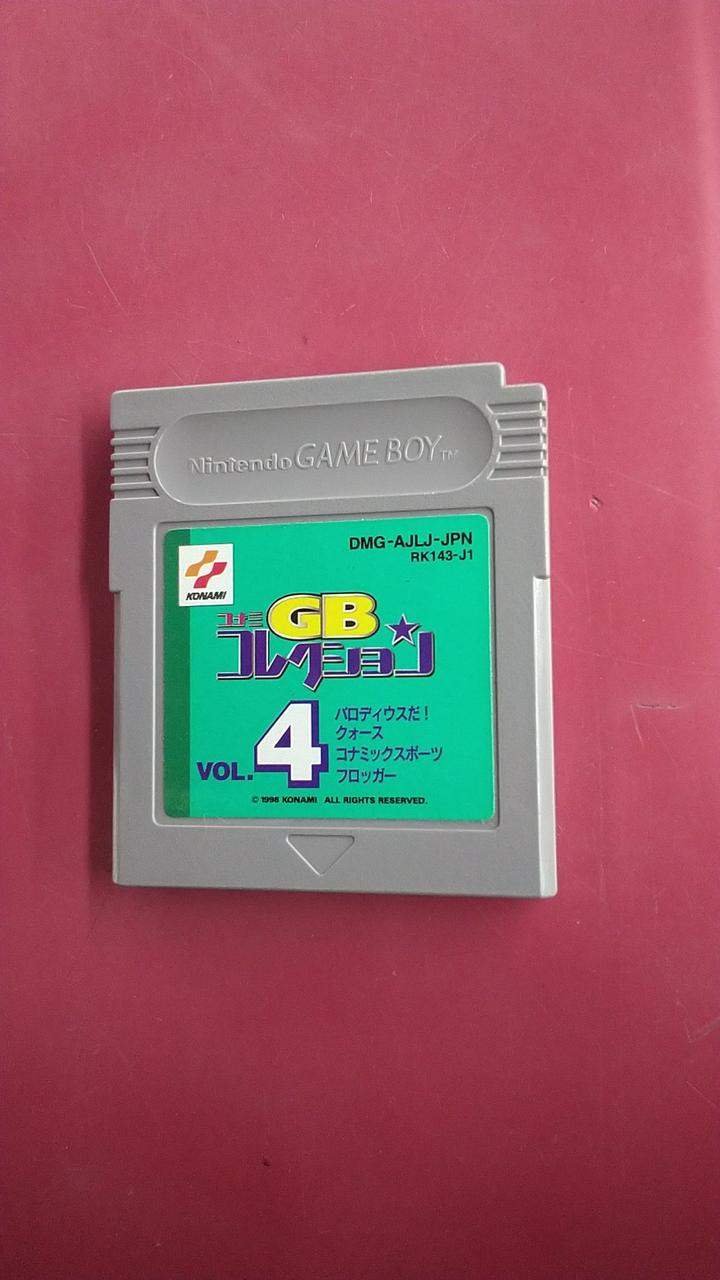 Nintendo GAME BOY™
DMG-AJLJ-JPN
RK143-J1
KONAMI
コナミ GB
コレクション
VOL.4
パロディウスだ!
クォース
コナミックスポーツ
フロッガー
© 1998 KONAMI ALL RIGHTS RESERVED.